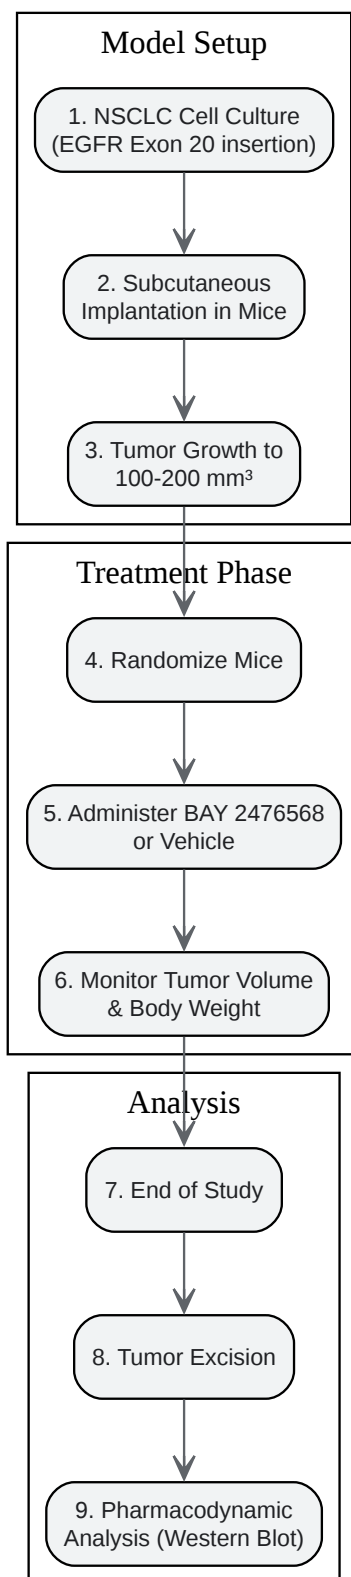 Model Setup
1. NSCLC Cell Culture
(EGFR Exon 20 insertion)
2. Subcutaneous
Implantation in Mice
3. Tumor Growth to
100-200 mm³
Treatment Phase
4. Randomize Mice
5. Administer BAY 2476568
or Vehicle
6. Monitor Tumor Volume
& Body Weight
Analysis
7. End of Study
8. Tumor Excision
9. Pharmacodynamic
Analysis (Western Blot)